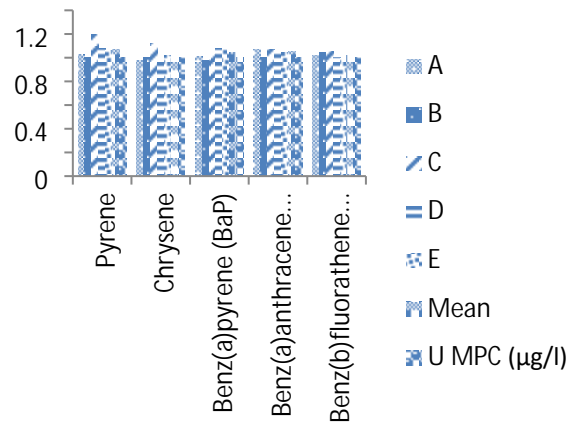 1.2
0.8
0.4
0
Pyrene
Chrysene
Benz(a)pyrene (BaP)
Benz(a)anthracene...
Benz(b)fluorathene...
A
B
C
D
E
Mean
U MPC (µg/l)